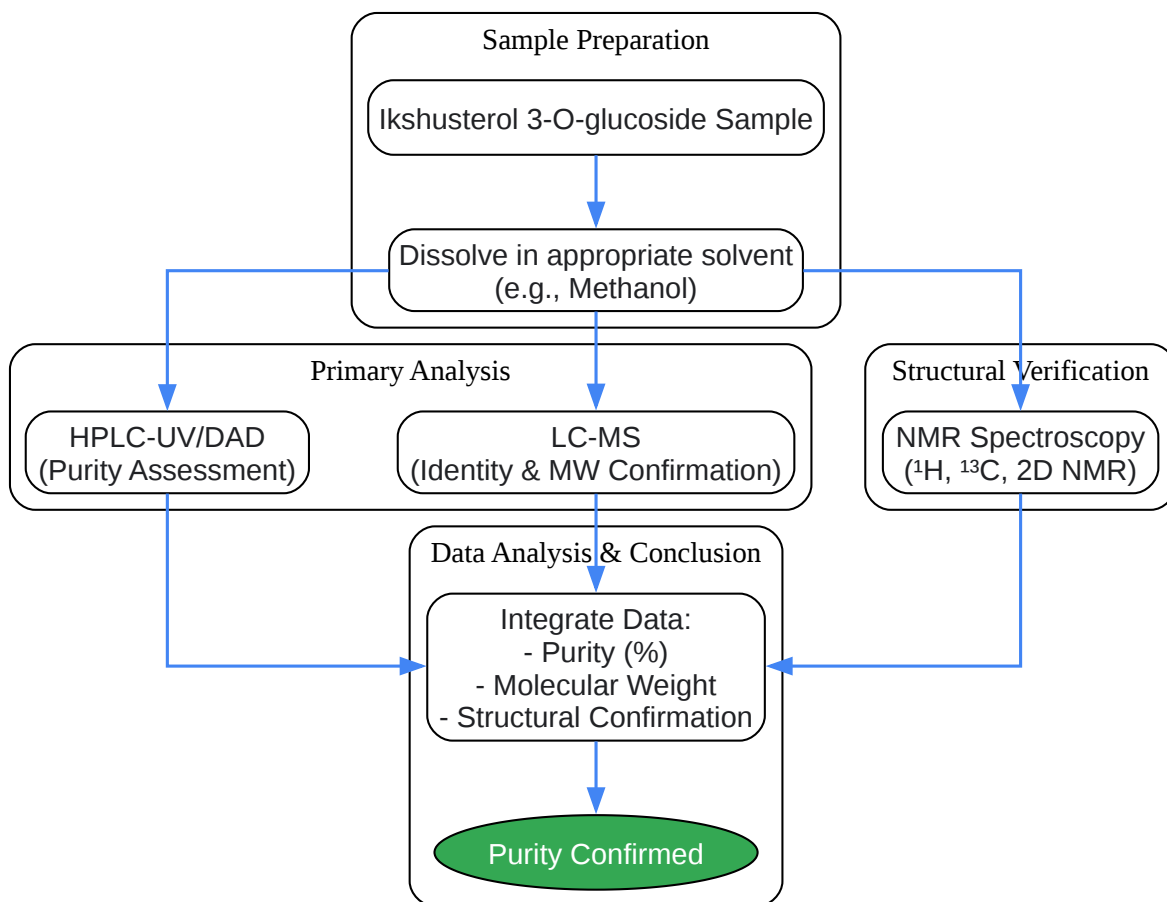 Sample Preparation
Ikshusterol 3-O-glucoside Sample
Dissolve in appropriate solvent
(e.g., Methanol)
Primary Analysis
HPLC-UV/DAD
(Purity Assessment)
LC-MS
(Identity & MW Confirmation)
Structural Verification
NMR Spectroscopy
(¹H, ¹³C, 2D NMR)
Data Analysis & Conclusion
Integrate Data:
- Purity (%)
- Molecular Weight
- Structural Confirmation
Purity Confirmed